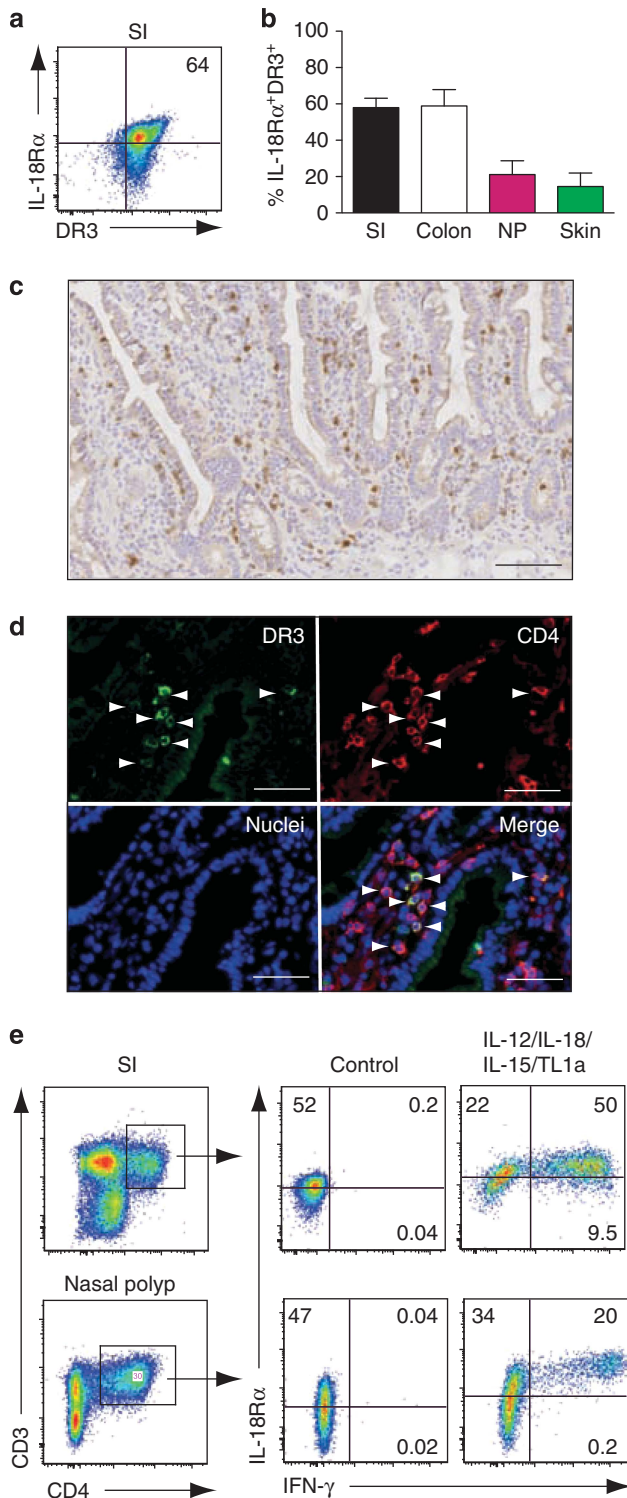 a
SI
64
IL-18Rα
DR3
b
% IL-18Rα+DR3+
100
80
60
40
20
0
SI Colon NP Skin
c
d
DR3
CD4
Nuclei
Merge
e
SI
Control
IL-12/IL-18/
IL-15/TL1a
52 0.2
0.04
22 50
9.5
Nasal polyp
30
47 0.04
0.02
34 20
0.2
CD3
CD4
IL-18Rα
IFN-γ